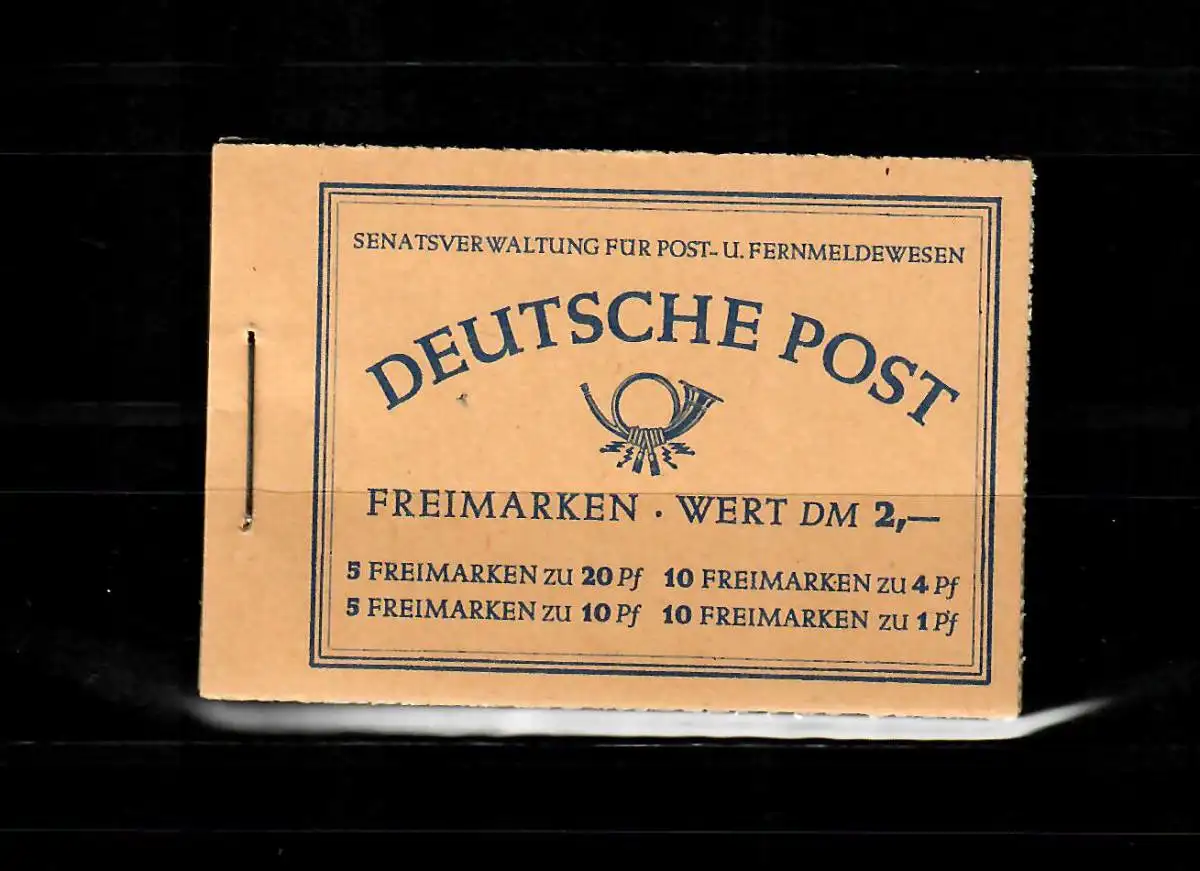 SENATSVERWALTUNG FÜR POST- U. FERNMELDEWESEN
DEUTSCHE POST
FREIMARKEN · WERT DM 2,—
5 FREIMARKEN ZU 20 Pf 10 FREIMARKEN ZU 4 Pf
5 FREIMARKEN ZU 10 Pf 10 FREIMARKEN ZU 1 Pf